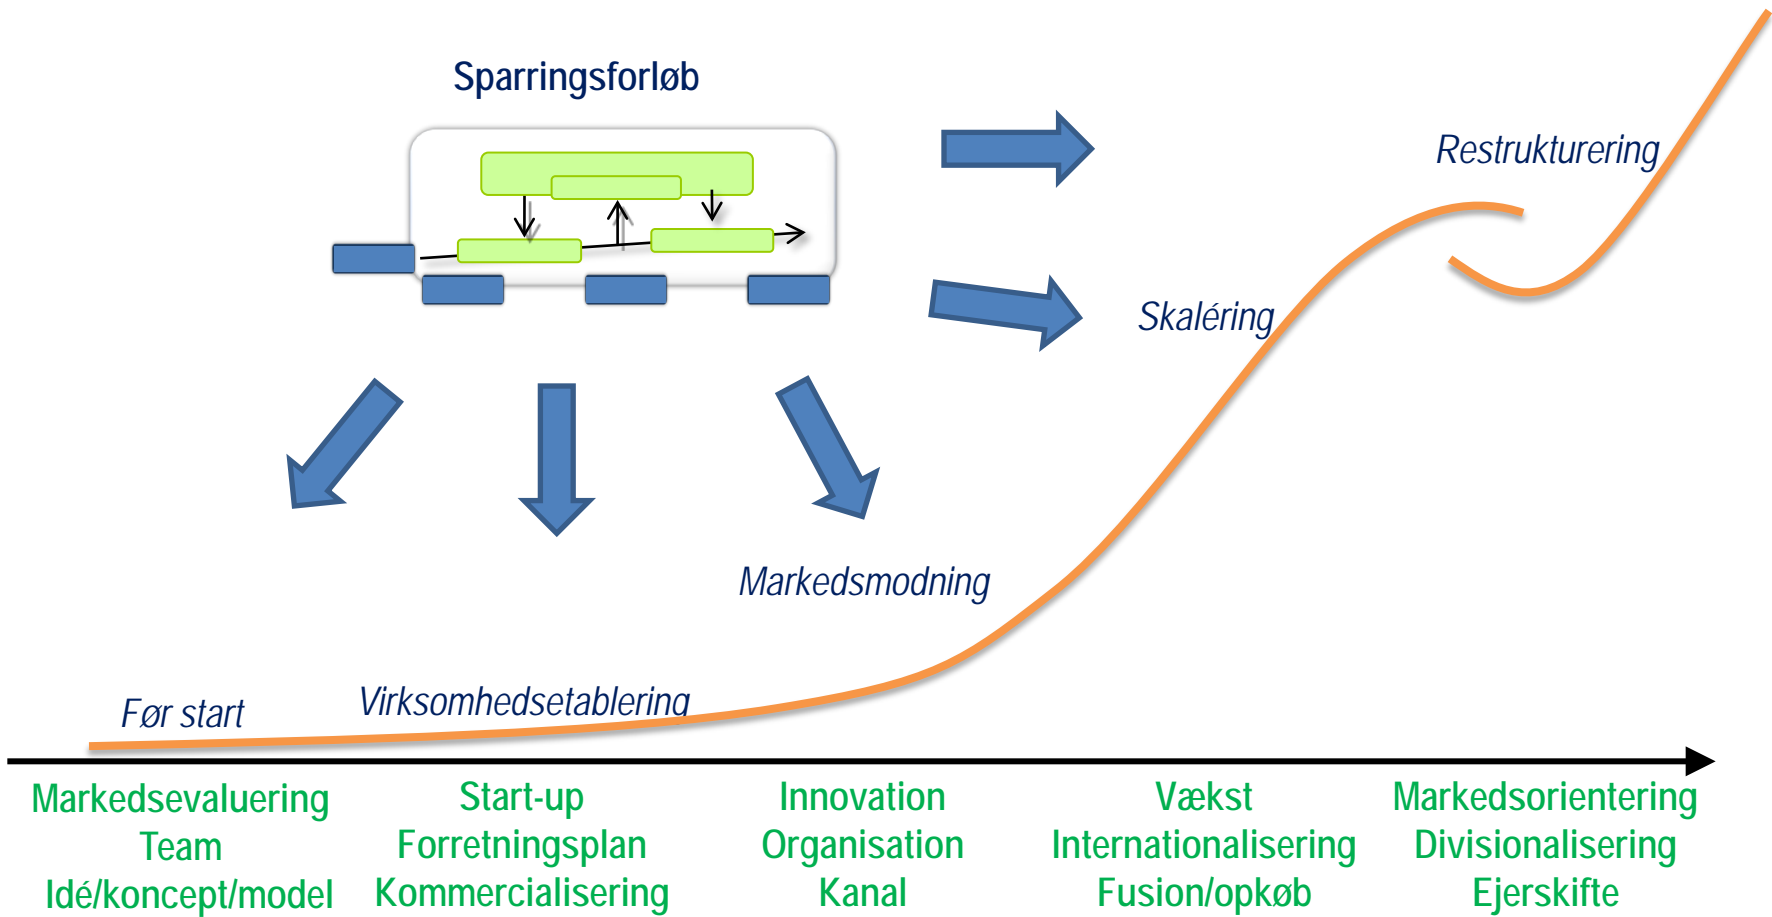 Sparringsforløb
Restrukturering
Skaléring
Markedsmodning
Før start
Virksomhedsetablering
Markedsevaluering
Team
Idé/koncept/model
Start-up
Forretningsplan
Kommercialisering
Innovation
Organisation
Kanal
Vækst
Internationalisering
Fusion/opkøb
Markedsorientering
Divisionalisering
Ejerskifte